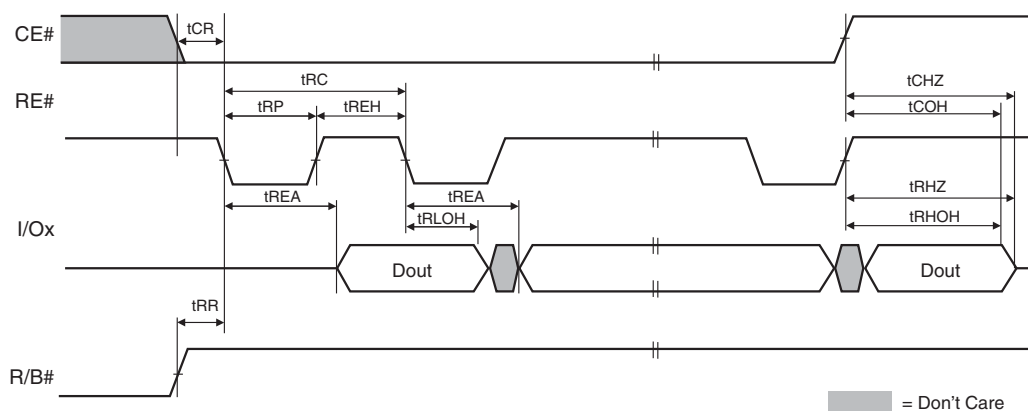 CE#
tCR
tRC
tCHZ
RE#
tRP
tREH
tCOH
tREA
tREA
tRHZ
tRLOH
tRHOH
I/Ox
Dout
Dout
tRR
R/B#
= Don't Care